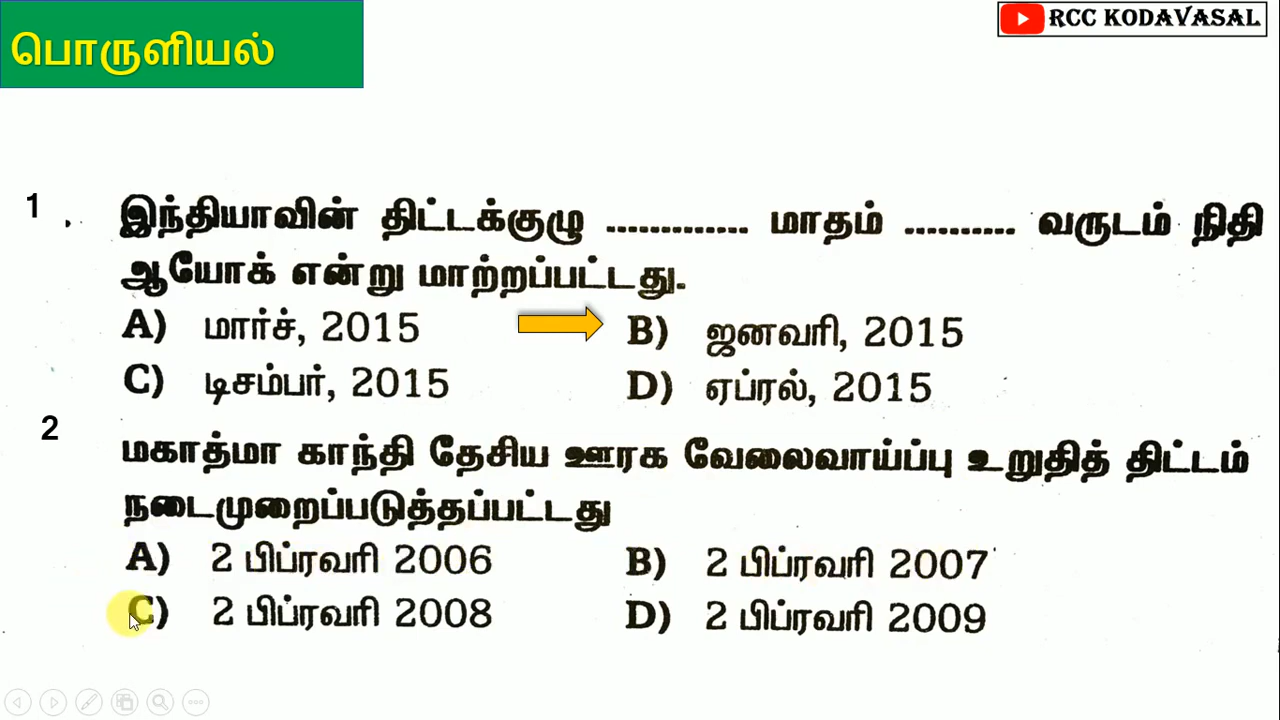 பொருளியல்
RCC KODAVASAL
1 . இந்தியாவின் திட்டக்குழு ............. மாதம் .......... வருடம் நிதி
ஆயோக் என்று மாற்றப்பட்டது.
A) மார்ச், 2015 B) ஜனவரி, 2015
C) டிசம்பர், 2015 D) ஏப்ரல், 2015
2 மகாத்மா காந்தி தேசிய ஊரக வேலைவாய்ப்பு உறுதித் திட்டம்
நடைமுறைப்படுத்தப்பட்டது
A) 2 பிப்ரவரி 2006 B) 2 பிப்ரவரி 2007
C) 2 பிப்ரவரி 2008 D) 2 பிப்ரவரி 2009